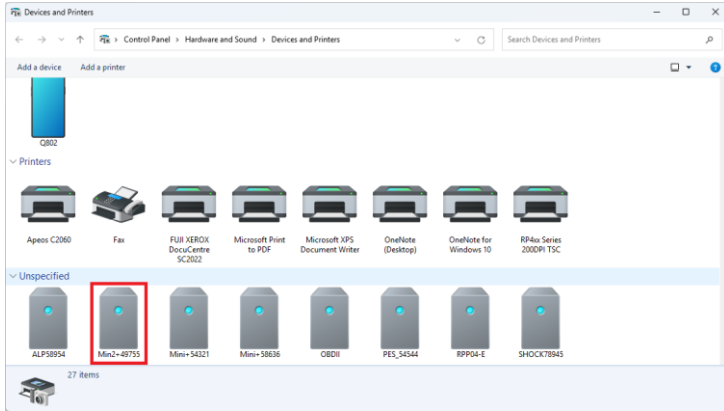 Devices and Printers
Control Panel > Hardware and Sound > Devices and Printers
Search Devices and Printers
Add a device Add a printer
Q802
Printers
Apeos C2060
Fax
FUJI XEROX
DocuCentre
SC2022
Microsoft Print
to PDF
Microsoft XPS
Document Writer
OneNote
(Desktop)
OneNote for
Windows 10
RP4xx Series
200DPI TSC
Unspecified
ALP58954
Min2+49755
Mini+54321
Mini+58636
OBDII
PES_54544
RPP04-E
SHOCK78945
27 items